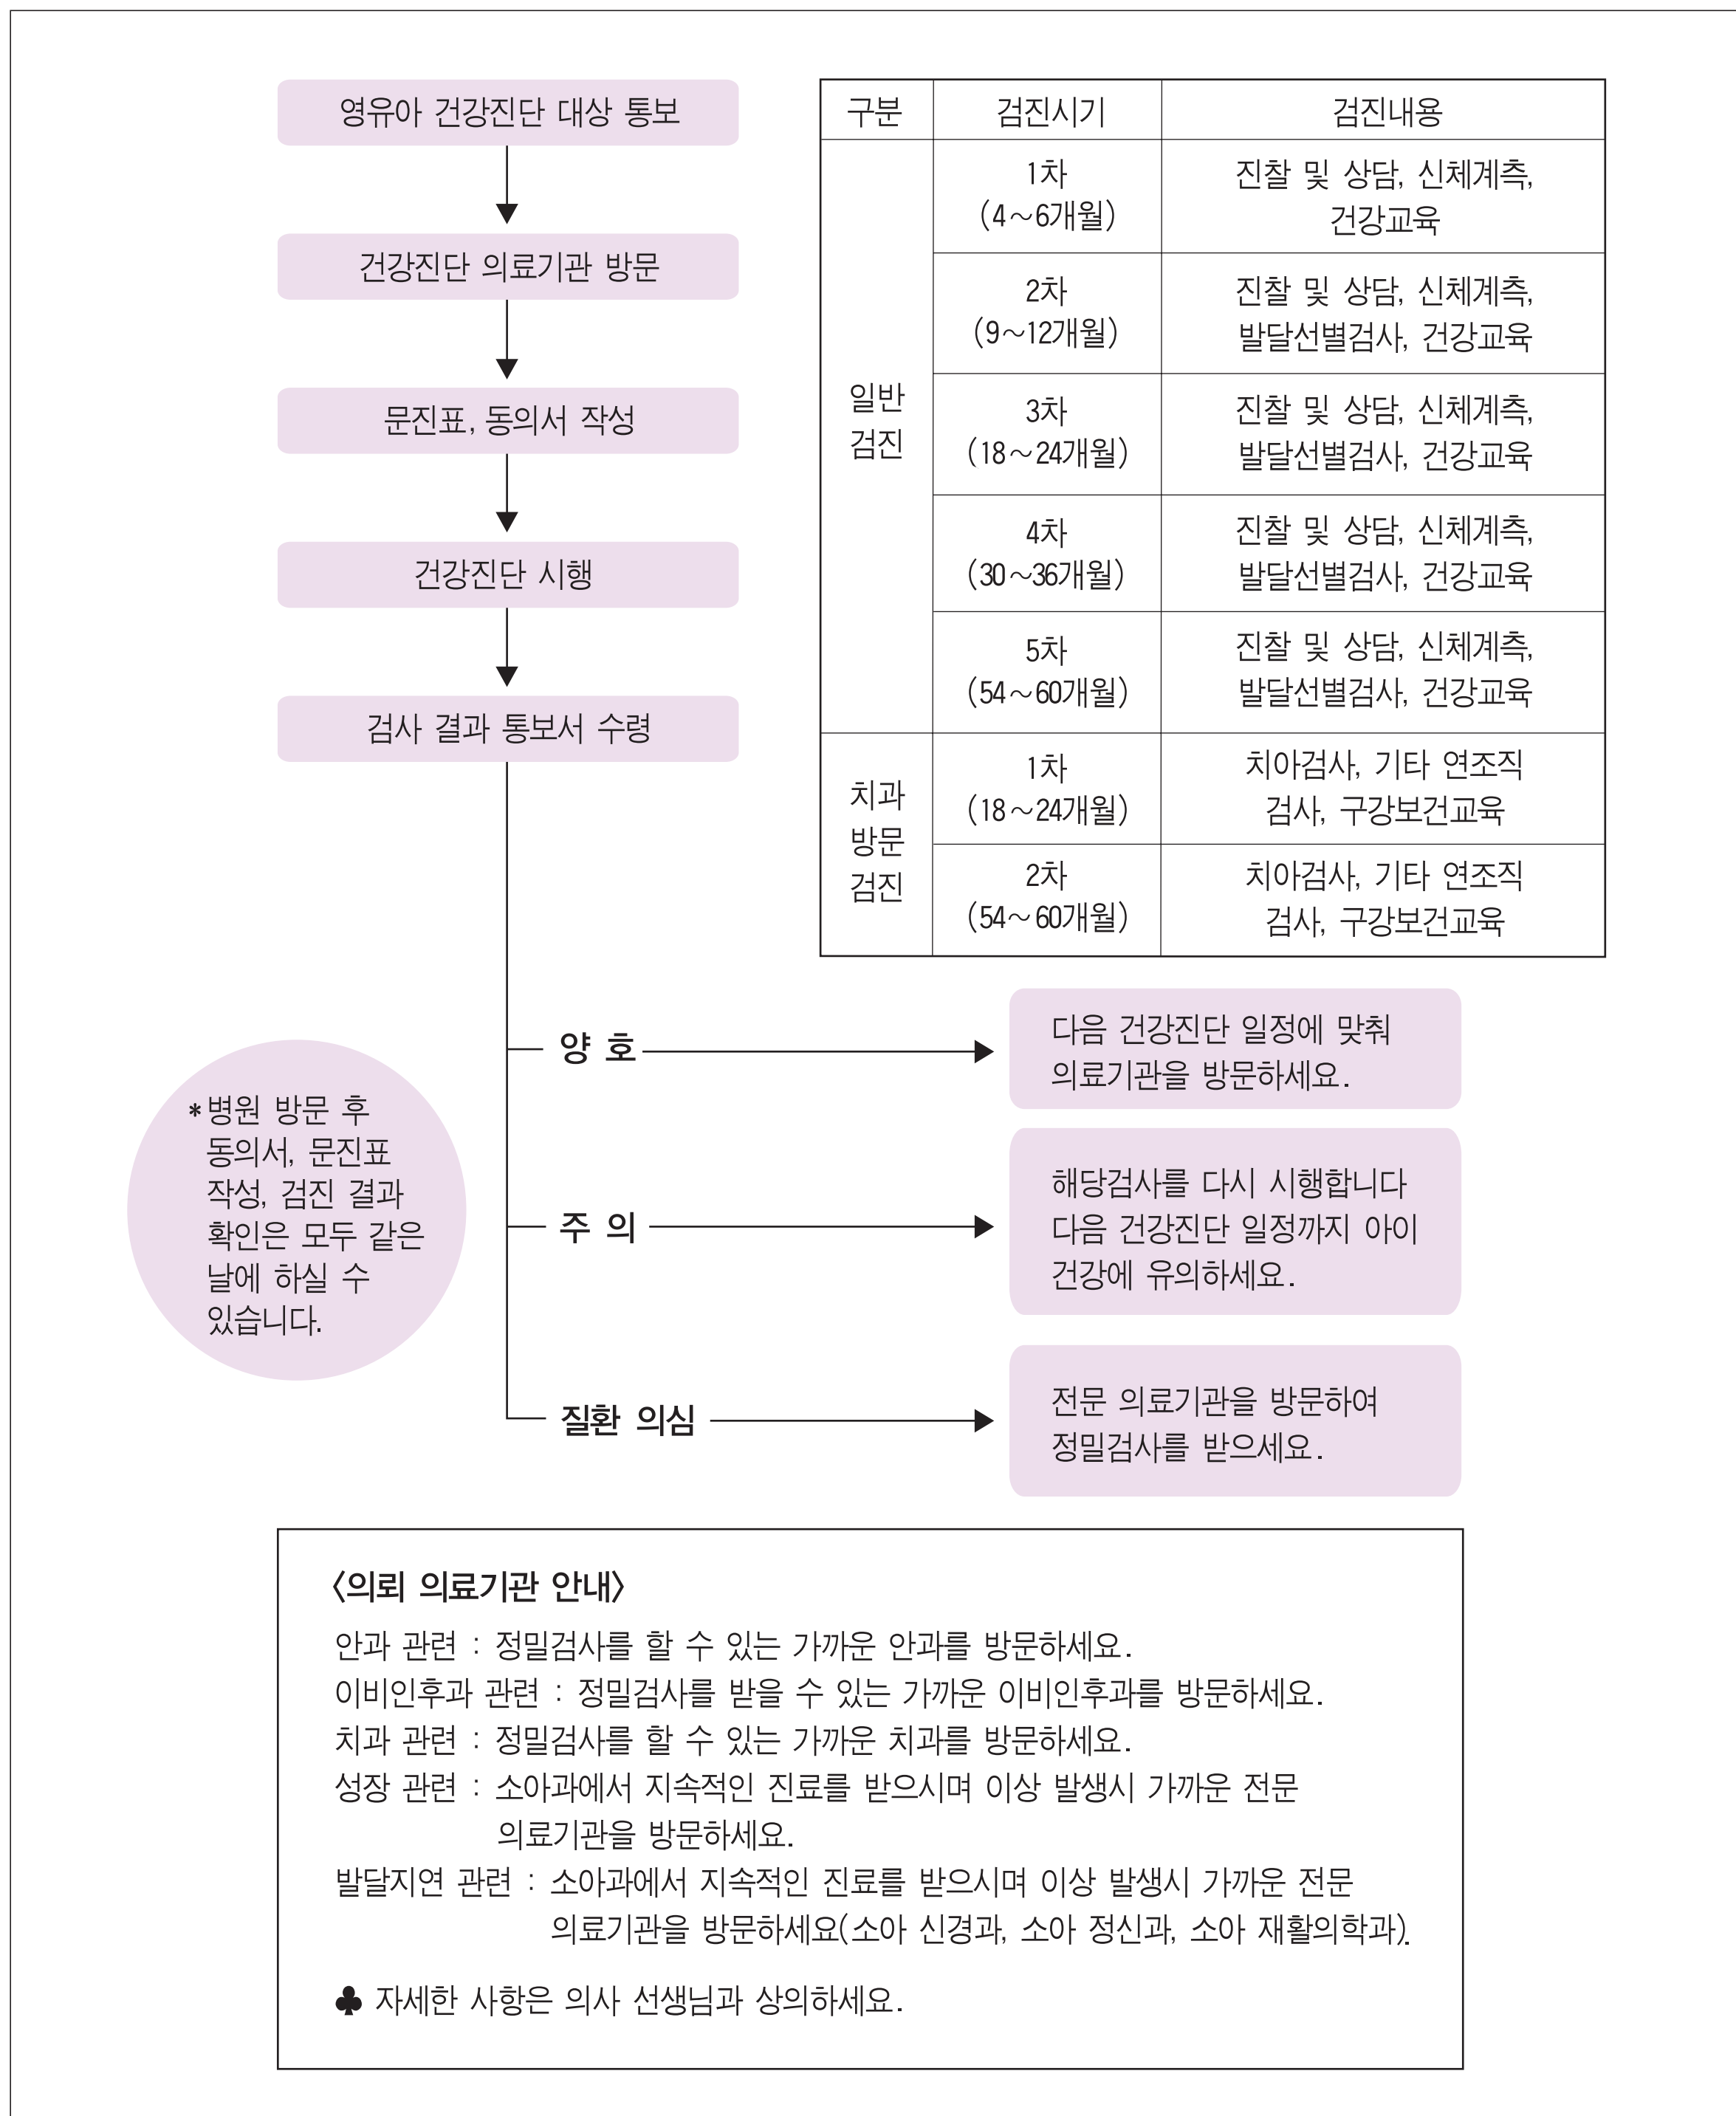 영유아 건강진단 대상 통보
건강진단 의료기관 방문
문진표, 동의서 작성
건강진단 시행
검사 결과 통보서 수령
구분 검진시기 검진내용
일반
검진
1차
(4~6개월)
진찰 및 상담, 신체계측,
건강교육
2차
(9~12개월)
진찰 및 상담, 신체계측,
발달선별검사, 건강교육
3차
(18~24개월)
진찰 및 상담, 신체계측,
발달선별검사, 건강교육
4차
(30~36개월)
진찰 및 상담, 신체계측,
발달선별검사, 건강교육
5차
(54~60개월)
진찰 및 상담, 신체계측,
발달선별검사, 건강교육
치과
방문
검진
1차
(18~24개월)
치아검사, 기타 연조직
검사, 구강보건교육
2차
(54~60개월)
치아검사, 기타 연조직
검사, 구강보건교육
*병원 방문 후
동의서, 문진표
작성, 검진 결과
확인은 모두 같은
날에 하실 수
있습니다.
양 호
다음 건강진단 일정에 맞춰
의료기관을 방문하세요.
주 의
해당검사를 다시 시행합니다
다음 건강진단 일정까지 아이
건강에 유의하세요.
질환 의심
전문 의료기관을 방문하여
정밀검사를 받으세요.
〈의뢰 의료기관 안내〉
안과 관련 : 정밀검사를 할 수 있는 가까운 안과를 방문하세요.
이비인후과 관련 : 정밀검사를 받을 수 있는 가까운 이비인후과를 방문하세요.
치과 관련 : 정밀검사를 할 수 있는 가까운 치과를 방문하세요.
성장 관련 : 소아과에서 지속적인 진료를 받으시며 이상 발생시 가까운 전문
의료기관을 방문하세요.
발달지연 관련 : 소아과에서 지속적인 진료를 받으시며 이상 발생시 가까운 전문
의료기관을 방문하세요(소아 신경과, 소아 정신과, 소아 재활의학과).
♣ 자세한 사항은 의사 선생님과 상의하세요.